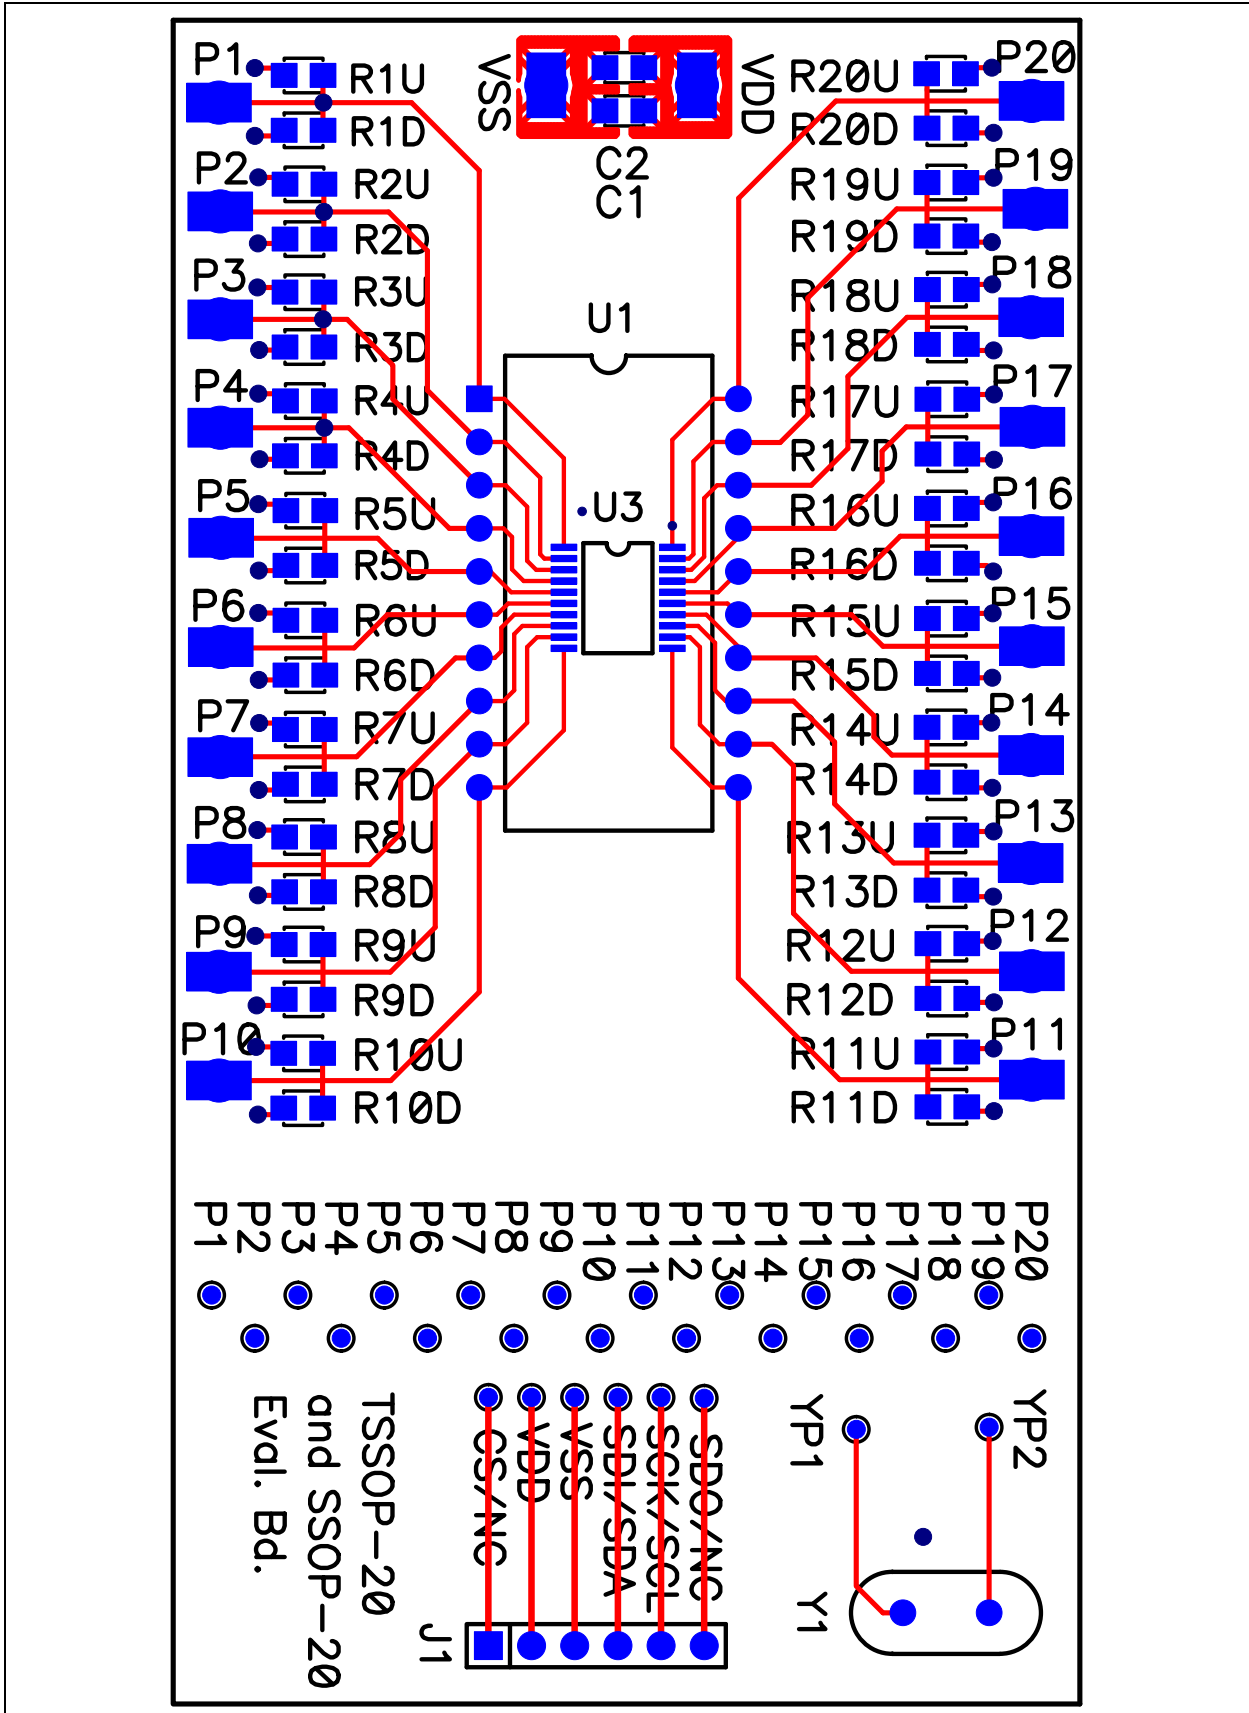 P1
R1U
R1D
P2
R2U
R2D
P3
R3U
R3D
P4
R4U
R4D
P5
R5U
R5D
P6
R6U
R6D
P7
R7U
R7D
P8
R8U
R8D
P9
R9U
R9D
P10
R10U
R10D
VSS
VDD
C2
C1
U1
U3
R20U
P20
R20D
P19
R19U
R19D
P18
R18U
R18D
P17
R17U
R17D
P16
R16U
R16D
P15
R15U
R15D
P14
R14U
R14D
P13
R13U
R13D
P12
R12U
R12D
P11
R11U
R11D
P1
P2
P3
P4
P5
P6
P7
P8
P9
P10
P11
P12
P13
P14
P15
P16
P17
P18
P19
P20
TSSOP-20
and SSOP-20
Eval. Bd.
CS/NC
VDD
VSS
SDI/SDA
SCK/SCL
SDO/NC
J1
YP1
YP2
Y1